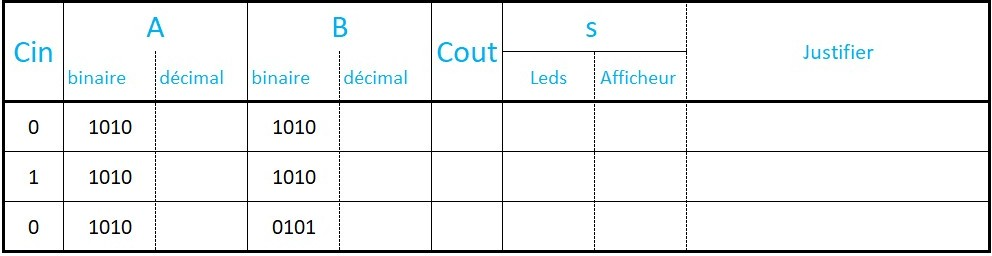 Cin A B Cout s Justifier
binaire décimal binaire décimal Leds Afficheur
0 1010 1010
1 1010 1010
0 1010 0101